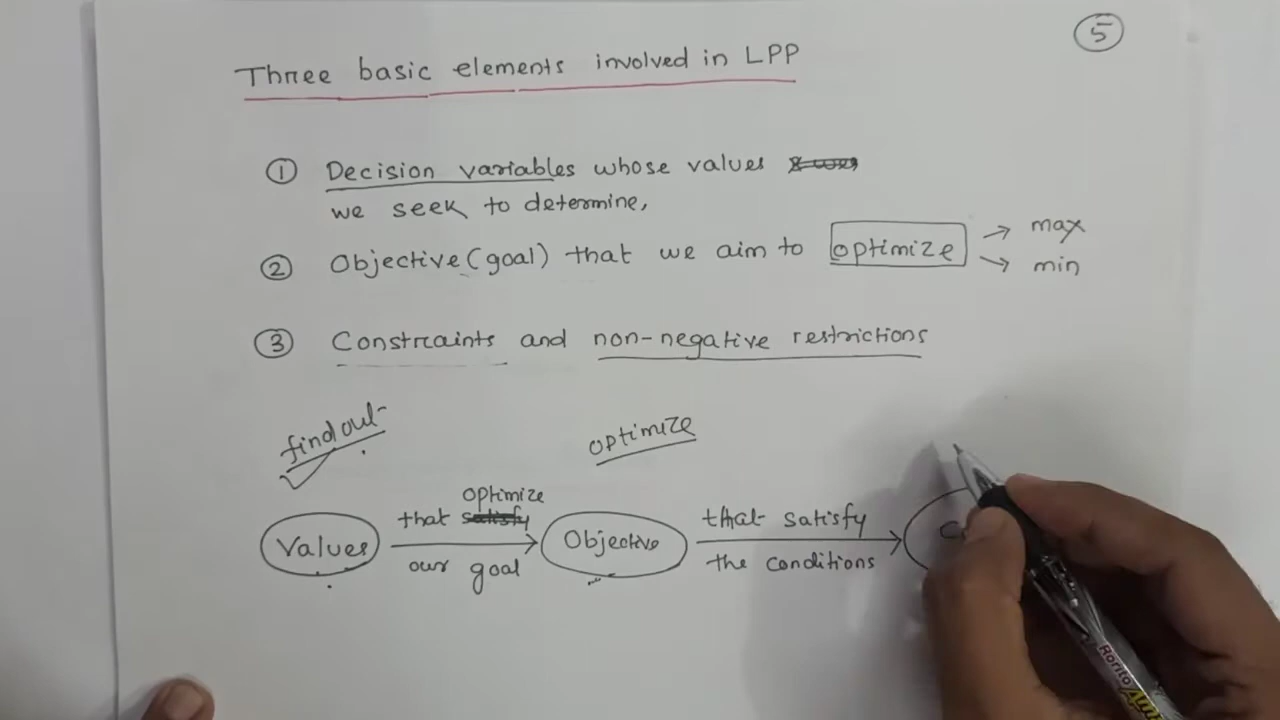 5
Three basic elements involved in LPP
1 Decision variables whose values
we seek to determine,
2 Objective (goal) that we aim to optimize → max
→ min
3 Constraints and non-negative restrictions
find out
optimize
optimize
Values that satisfy Objective that satisfy
our goal the conditions
Rorito